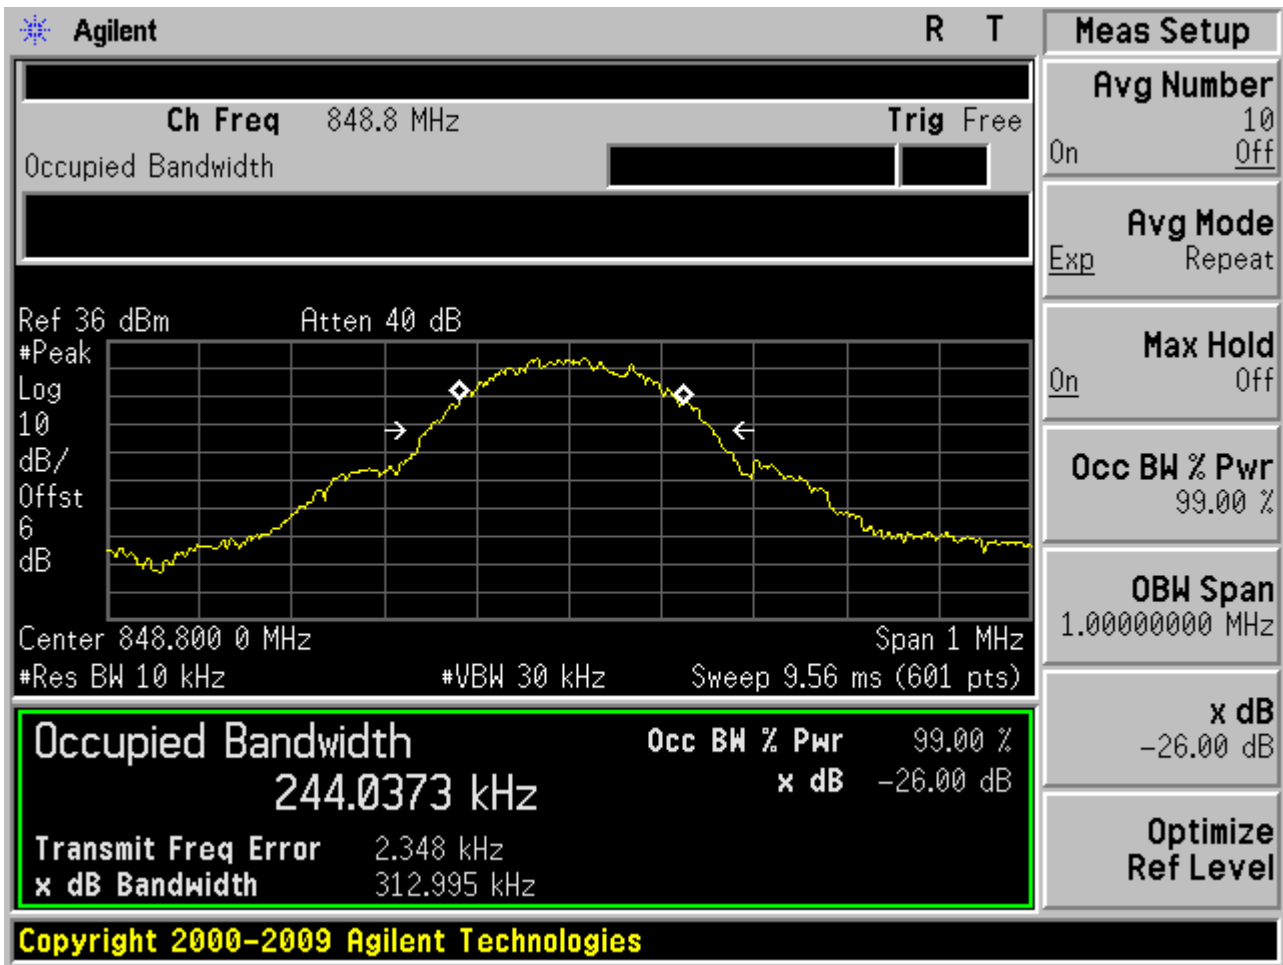 Agilent R T
Ch Freq 848.8 MHz Trig Free
Occupied Bandwidth
Ref 36 dBm Atten 40 dB
#Peak
Log
10
dB/
Offst
6
dB
Center 848.800 0 MHz Span 1 MHz
#Res BW 10 kHz #VBW 30 kHz Sweep 9.56 ms (601 pts)
Occupied Bandwidth Occ BW % Pwr 99.00 %
244.0373 kHz x dB -26.00 dB
Transmit Freq Error 2.348 kHz
x dB Bandwidth 312.995 kHz
Copyright 2000-2009 Agilent Technologies
Meas Setup
Avg Number
10
On Off
Avg Mode
Exp Repeat
Max Hold
On Off
Occ BW % Pwr
99.00 %
OBW Span
1.00000000 MHz
x dB
-26.00 dB
Optimize
Ref Level